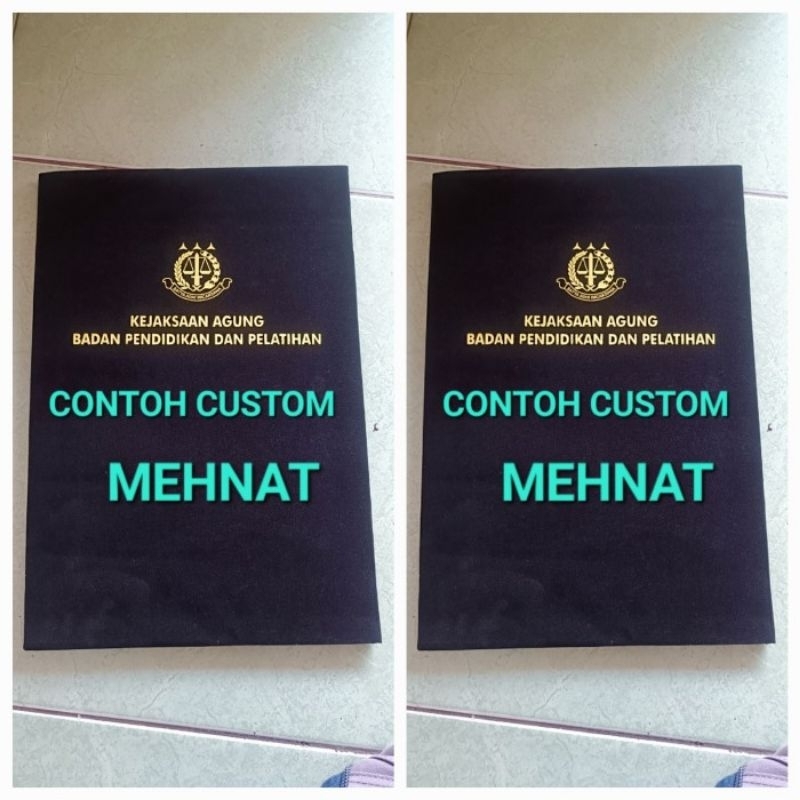 KEJAKSAAN AGUNG
BADAN PENDIDIKAN DAN PELATIHAN
CONTOH CUSTOM
MEHNAT
KEJAKSAAN AGUNG
BADAN PENDIDIKAN DAN PELATIHAN
CONTOH CUSTOM
MEHNAT